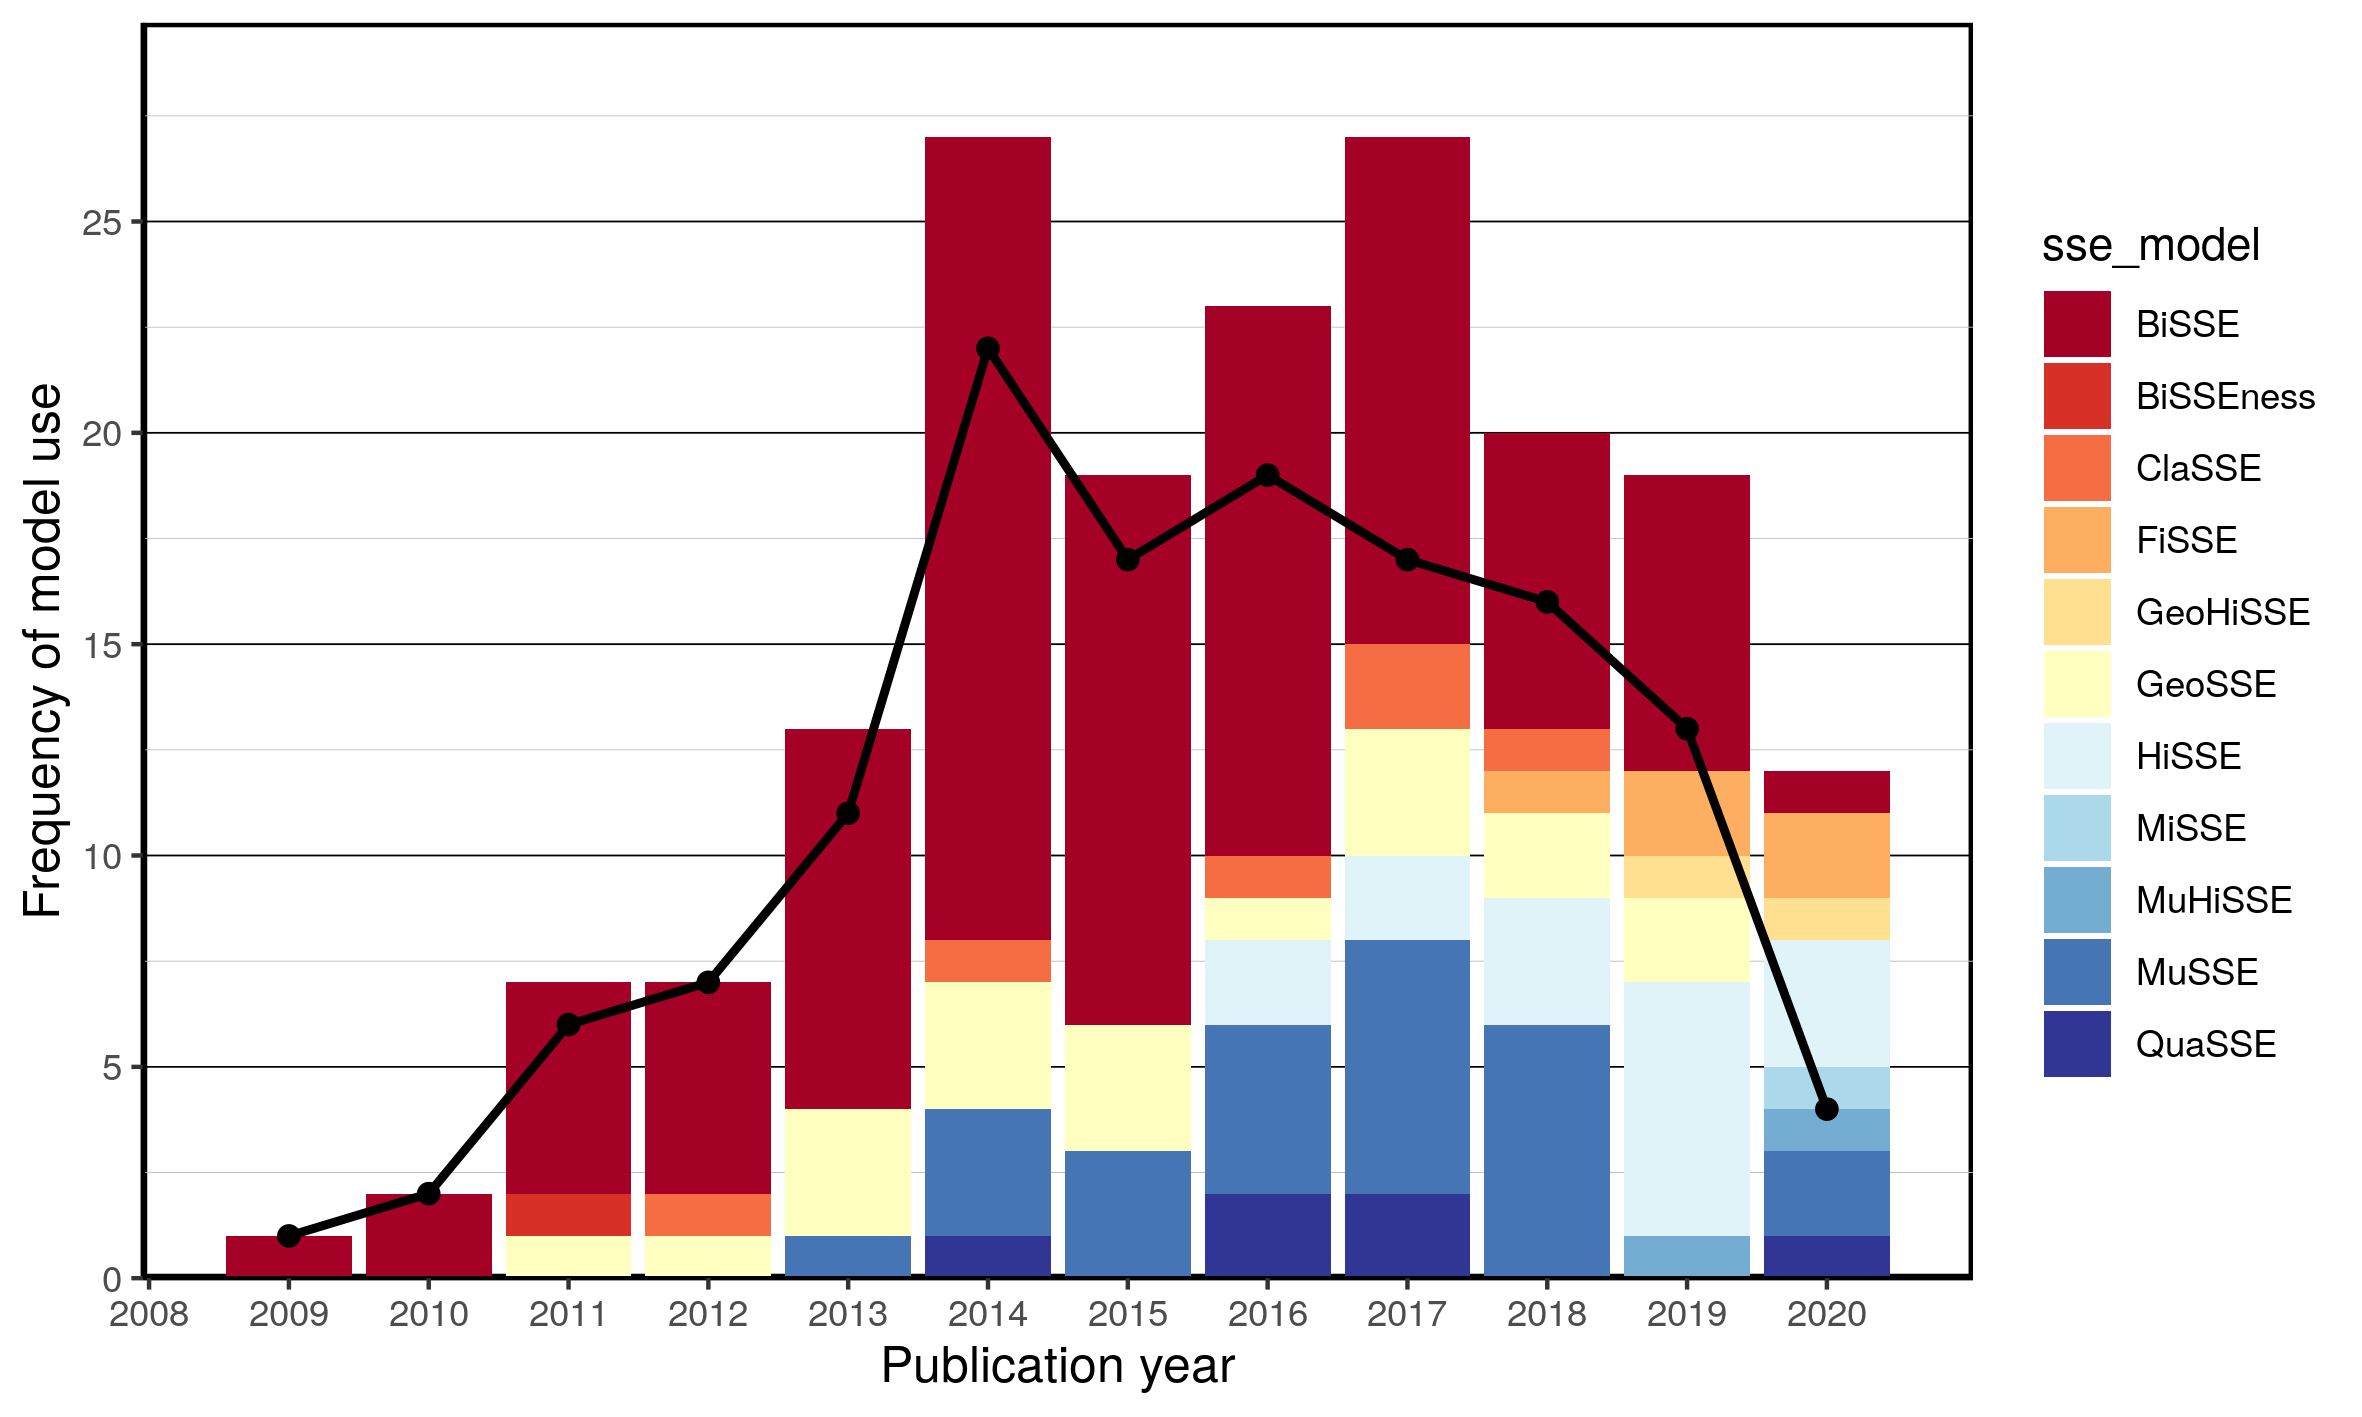 Frequency of model use
25
20
15
10
5
0
2008 2009 2010 2011 2012 2013 2014 2015 2016 2017 2018 2019 2020
Publication year
sse_model
BiSSE
BiSSEness
ClaSSE
FiSSE
GeoHiSSE
GeoSSE
HiSSE
MiSSE
MuHiSSE
MuSSE
QuaSSE